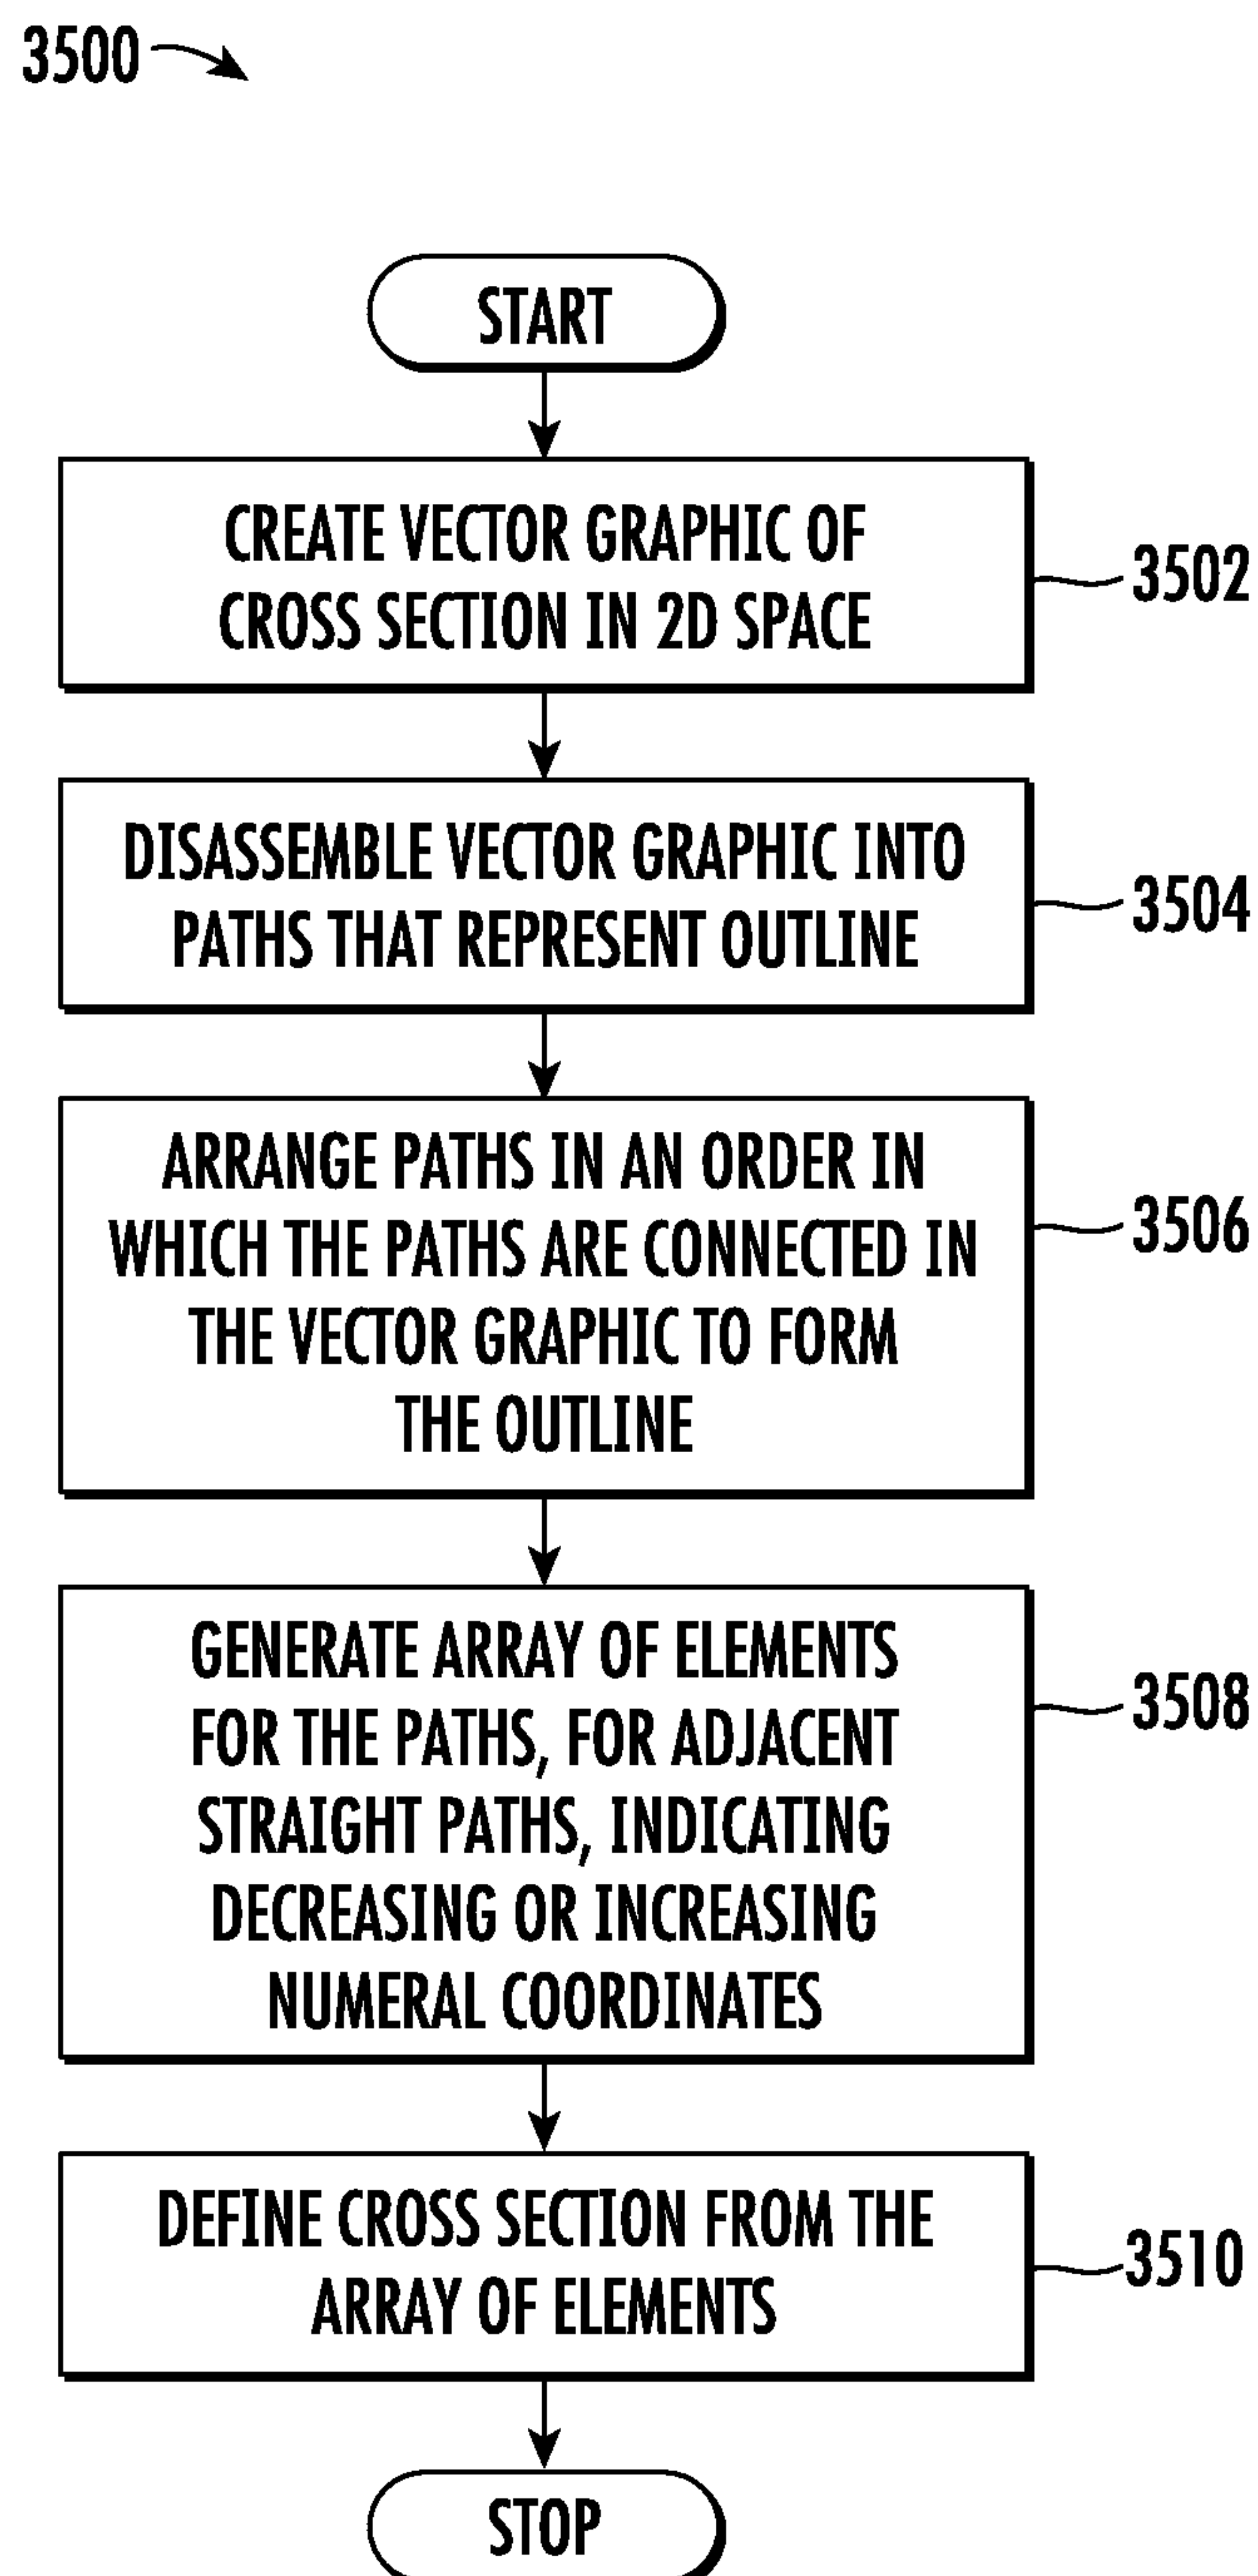 3500
START
CREATE VECTOR GRAPHIC OF
CROSS SECTION IN 2D SPACE
3502
DISASSEMBLE VECTOR GRAPHIC INTO
PATHS THAT REPRESENT OUTLINE
3504
ARRANGE PATHS IN AN ORDER IN
WHICH THE PATHS ARE CONNECTED IN
THE VECTOR GRAPHIC TO FORM
THE OUTLINE
3506
GENERATE ARRAY OF ELEMENTS
FOR THE PATHS, FOR ADJACENT
STRAIGHT PATHS, INDICATING
DECREASING OR INCREASING
NUMERAL COORDINATES
3508
DEFINE CROSS SECTION FROM THE
ARRAY OF ELEMENTS
3510
STOP